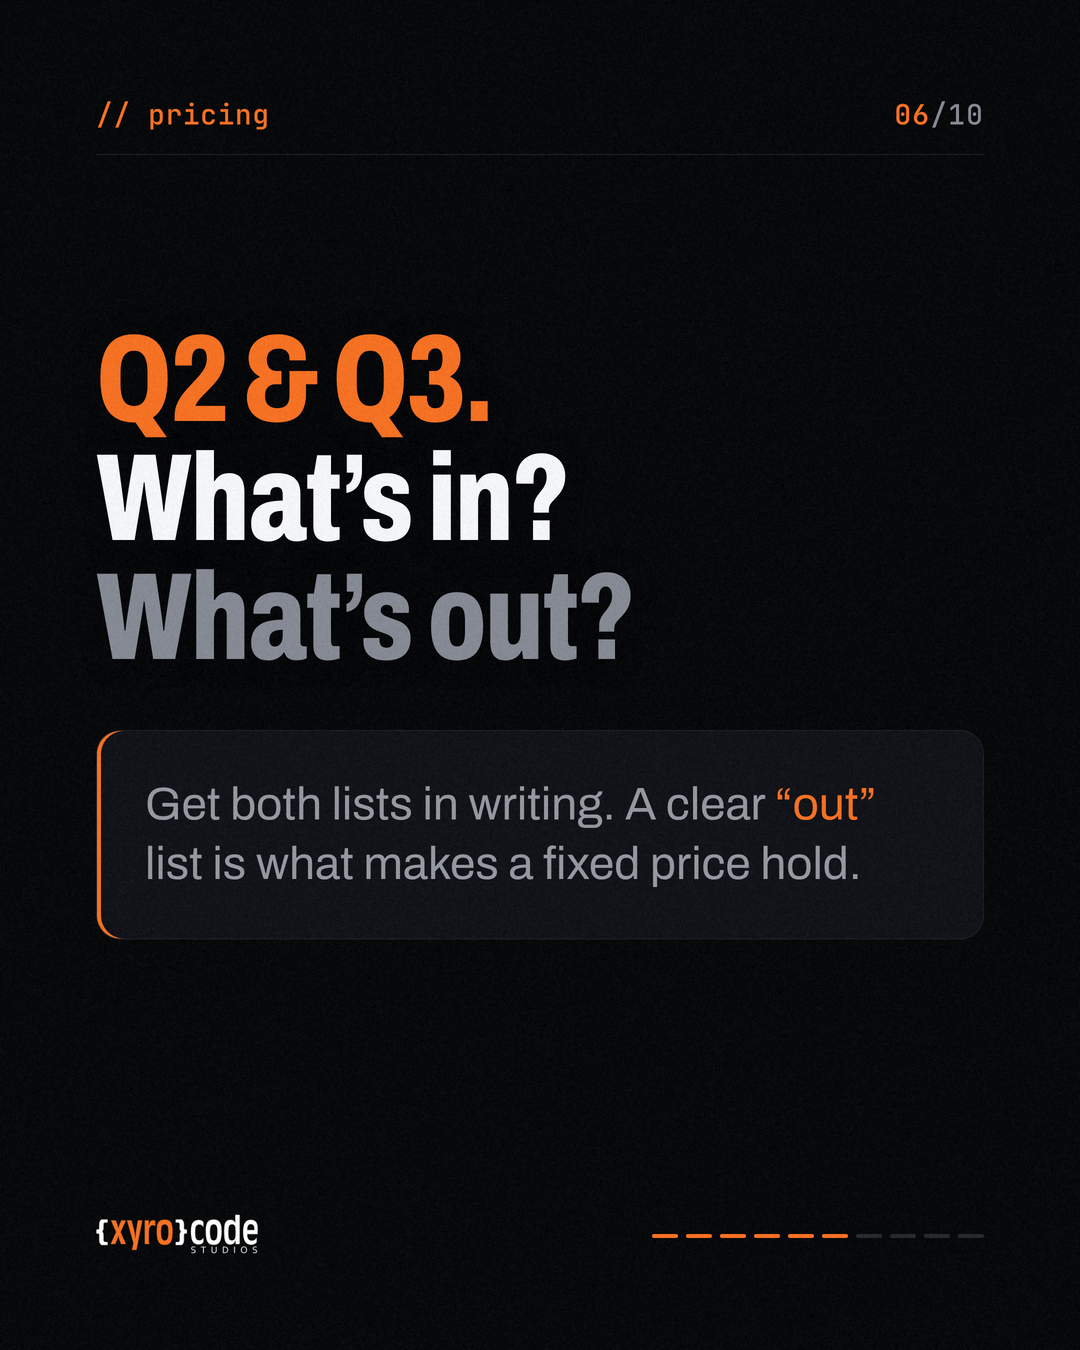 // pricing
06/10
Q2 & Q3.
What’s in?
What’s out?
Get both lists in writing. A clear “out”
list is what makes a fixed price hold.
{xyro}code
STUDIOS